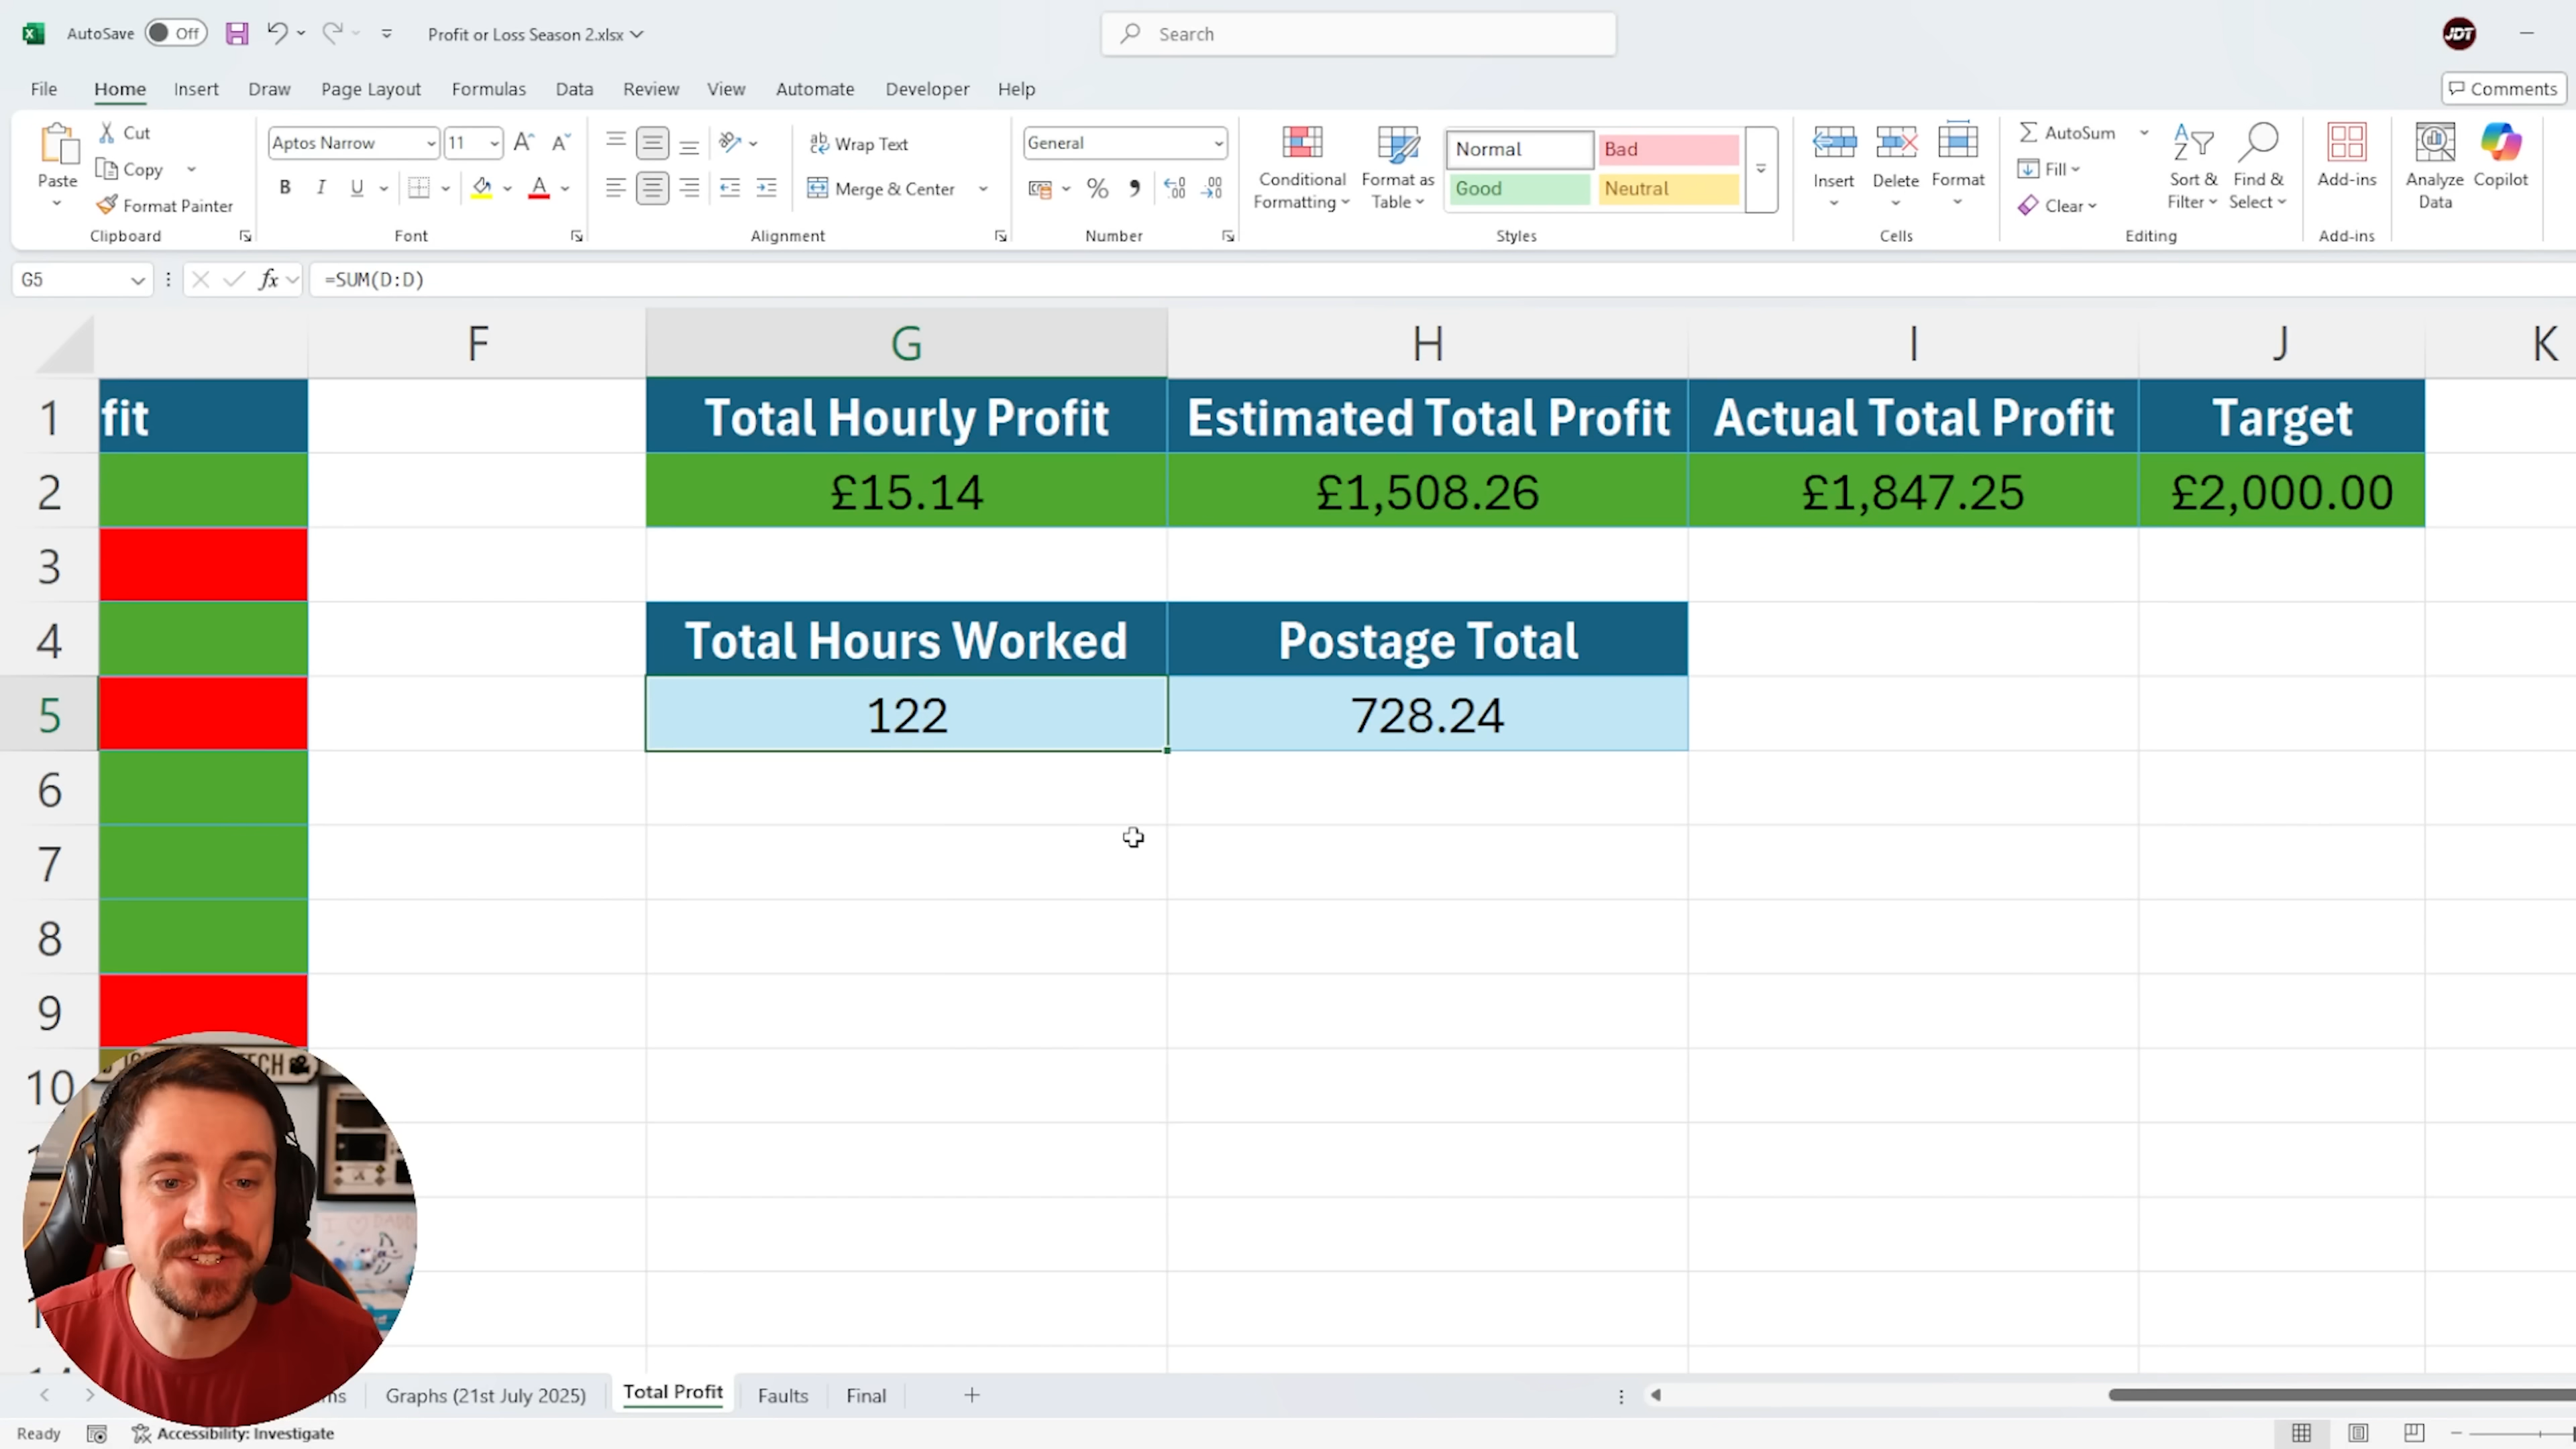 AutoSave Off Profit or Loss Season 2.xlsx Search JDT
File Home Insert Draw Page Layout Formulas Data Review View Automate Developer Help Comments
Paste Cut Copy Format Painter Clipboard
Aptos Narrow 11 B I U A Font
Wrap Text Merge & Center Alignment
General % Number
Conditional Formatting Format as Table Normal Bad Good Neutral Styles
Insert Delete Format Cells
AutoSum Fill Clear Sort & Filter Find & Select Editing
Add-ins Add-ins
Analyze Data Copilot
G5 fx =SUM(D:D)
F G H I J K
1 fit Total Hourly Profit Estimated Total Profit Actual Total Profit Target
2 £15.14 £1,508.26 £1,847.25 £2,000.00
3
4 Total Hours Worked Postage Total
5 122 728.24
6
7
8
9
10
Graphs (21st July 2025) Total Profit Faults Final
Ready Accessibility: Investigate